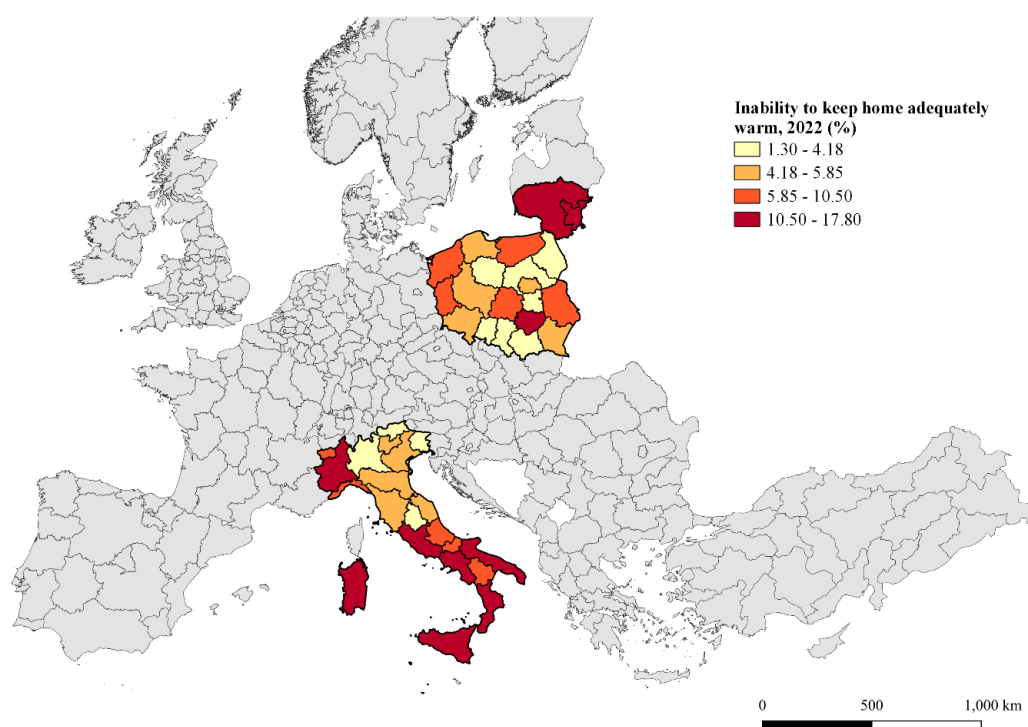 Inability to keep home adequately
warm, 2022 (%)
1.30 - 4.18
4.18 - 5.85
5.85 - 10.50
10.50 - 17.80
0 500 1,000 km